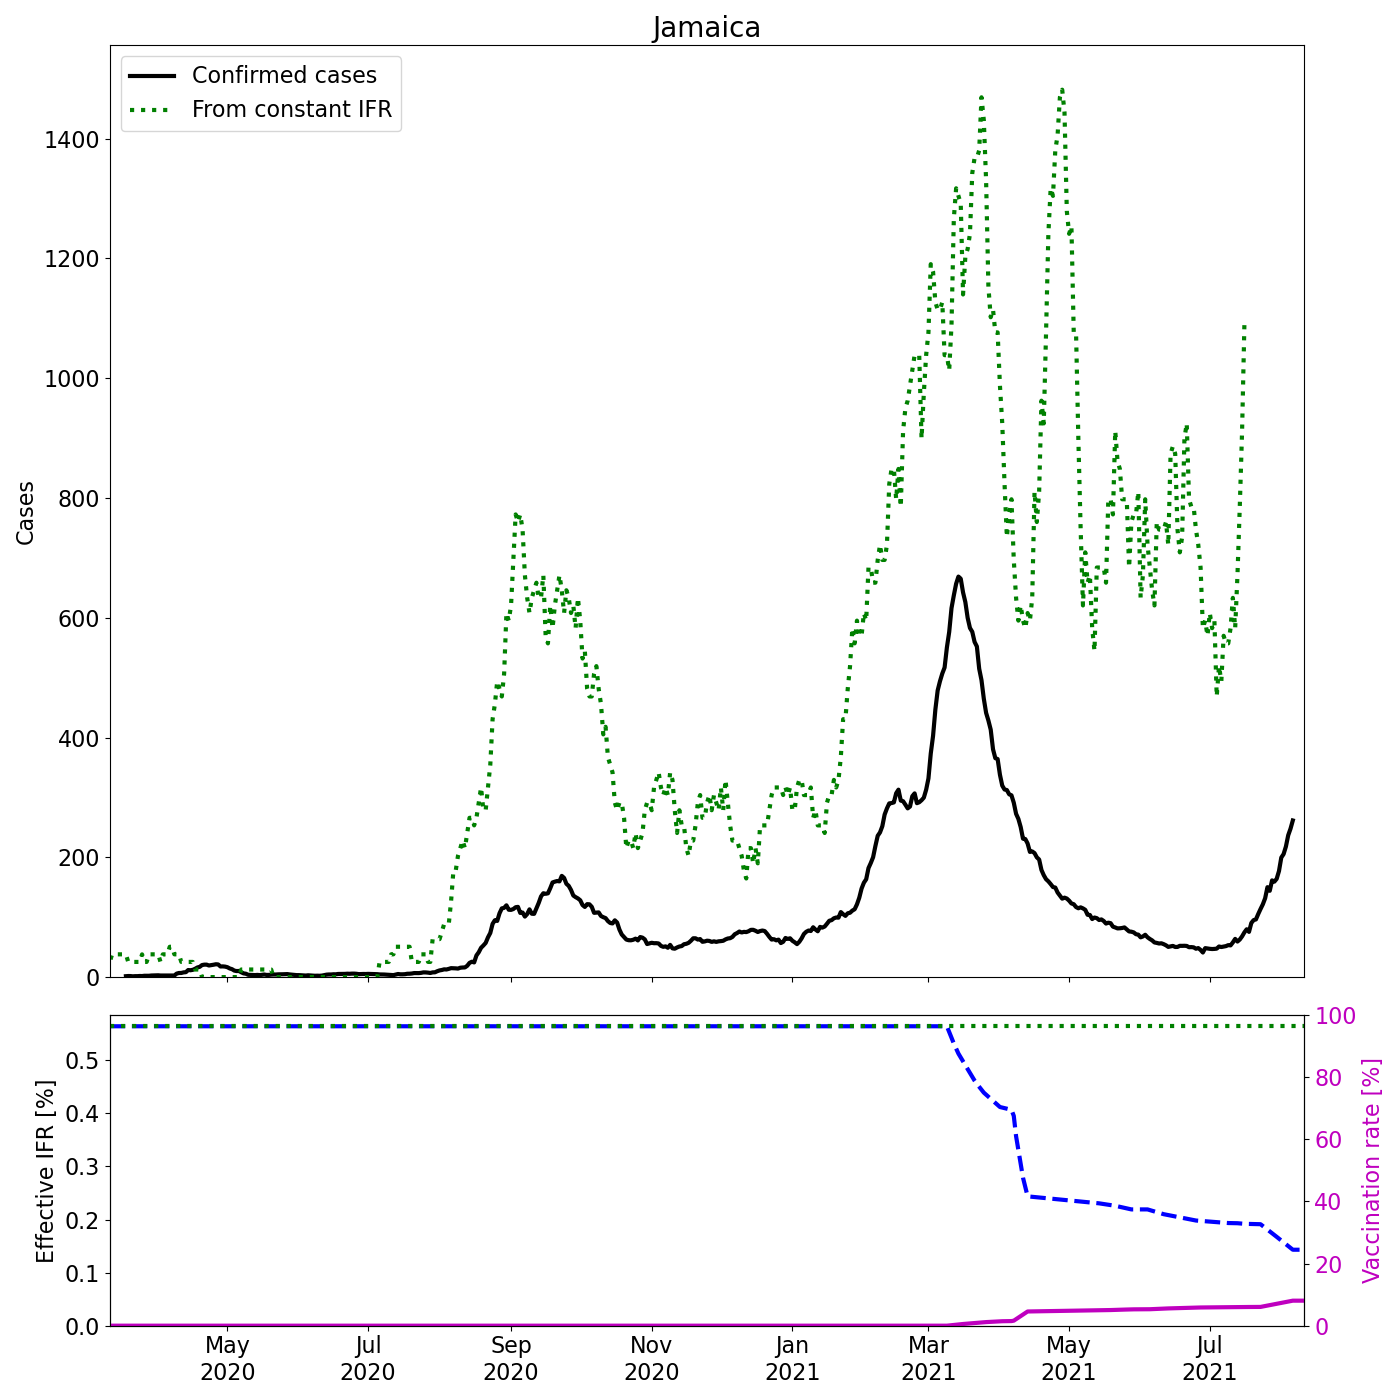 Jamaica
Confirmed cases
From constant IFR
Cases
1400
1200
1000
800
600
400
200
0
Effective IFR [%]
0.5
0.4
0.3
0.2
0.1
0.0
100
80
60
40
20
0
Vaccination rate [%]
May Jul Sep Nov Jan Mar May Jul
2020 2020 2020 2020 2021 2021 2021 2021